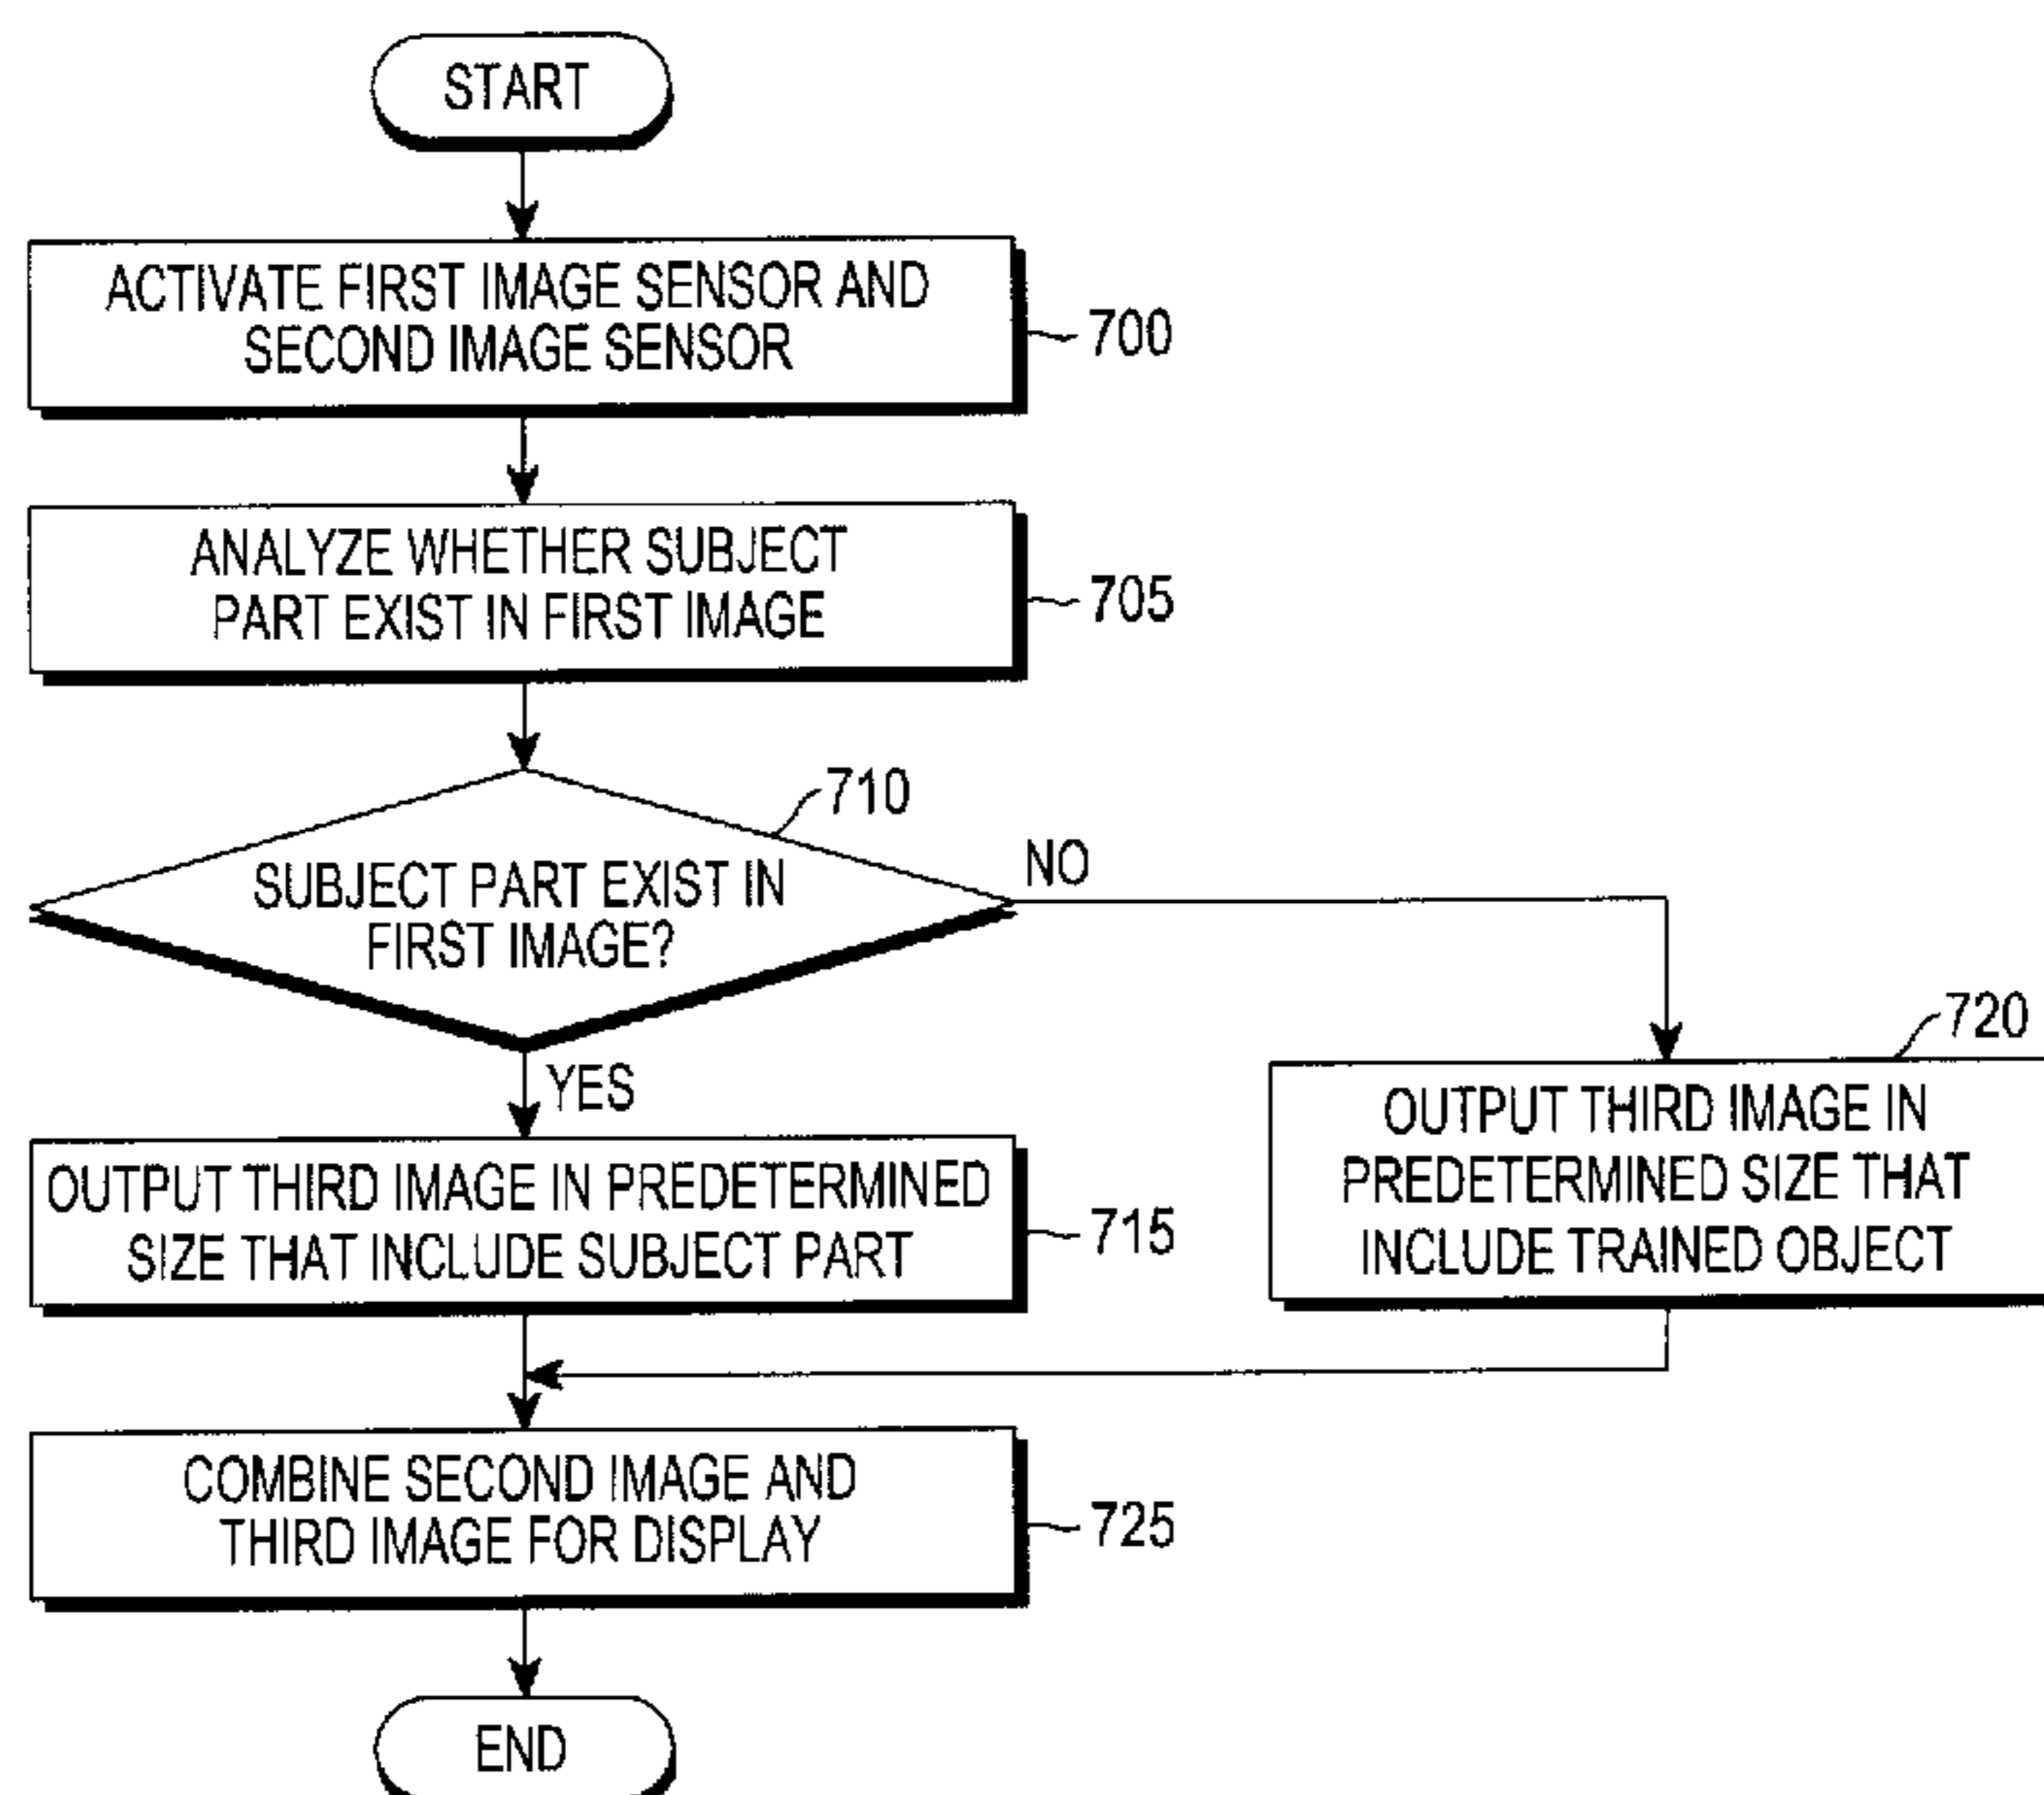 START
ACTIVATE FIRST IMAGE SENSOR AND
SECOND IMAGE SENSOR
700
ANALYZE WHETHER SUBJECT
PART EXIST IN FIRST IMAGE
705
710
SUBJECT PART EXIST IN
FIRST IMAGE?
NO
YES
720
OUTPUT THIRD IMAGE IN
PREDETERMINED SIZE THAT
INCLUDE TRAINED OBJECT
OUTPUT THIRD IMAGE IN PREDETERMINED
SIZE THAT INCLUDE SUBJECT PART
715
COMBINE SECOND IMAGE AND
THIRD IMAGE FOR DISPLAY
725
END